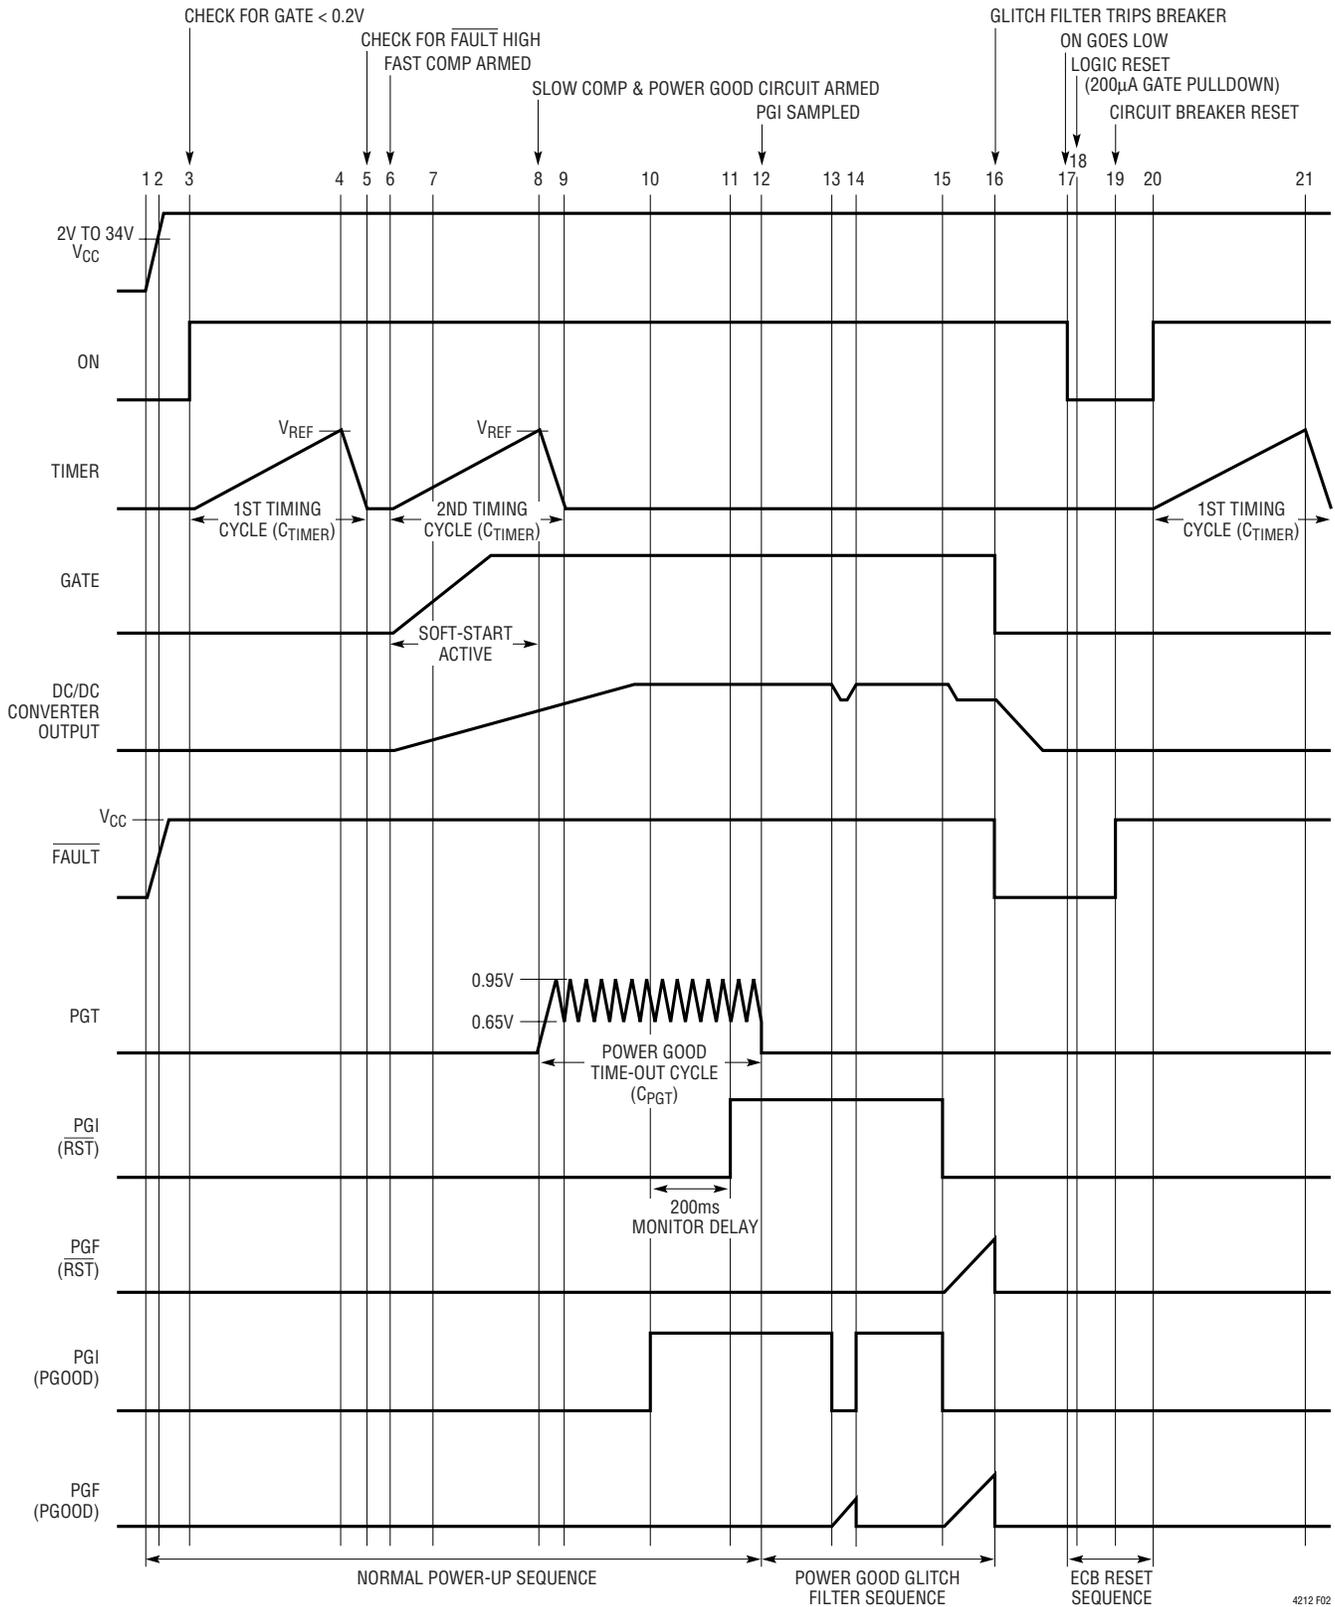 CHECK FOR GATE < 0.2V
GLITCH FILTER TRIPS BREAKER
CHECK FOR FAULT HIGH
ON GOES LOW
FAST COMP ARMED
LOGIC RESET
(200µA GATE PULLDOWN)
SLOW COMP & POWER GOOD CIRCUIT ARMED
PGI SAMPLED
CIRCUIT BREAKER RESET
1 2 3 4 5 6 7 8 9 10 11 12 13 14 15 16 17 18 19 20 21
2V TO 34V
VCC
ON
VREF
VREF
TIMER
1ST TIMING
CYCLE (CTIMER)
2ND TIMING
CYCLE (CTIMER)
1ST TIMING
CYCLE (CTIMER)
GATE
SOFT-START
ACTIVE
DC/DC
CONVERTER
OUTPUT
VCC
FAULT
0.95V
PGT
0.65V
POWER GOOD
TIME-OUT CYCLE
(CPGT)
PGI
(RST)
200ms
MONITOR DELAY
PGF
(RST)
PGI
(PGOOD)
PGF
(PGOOD)
NORMAL POWER-UP SEQUENCE
POWER GOOD GLITCH
FILTER SEQUENCE
ECB RESET
SEQUENCE
4212 F02